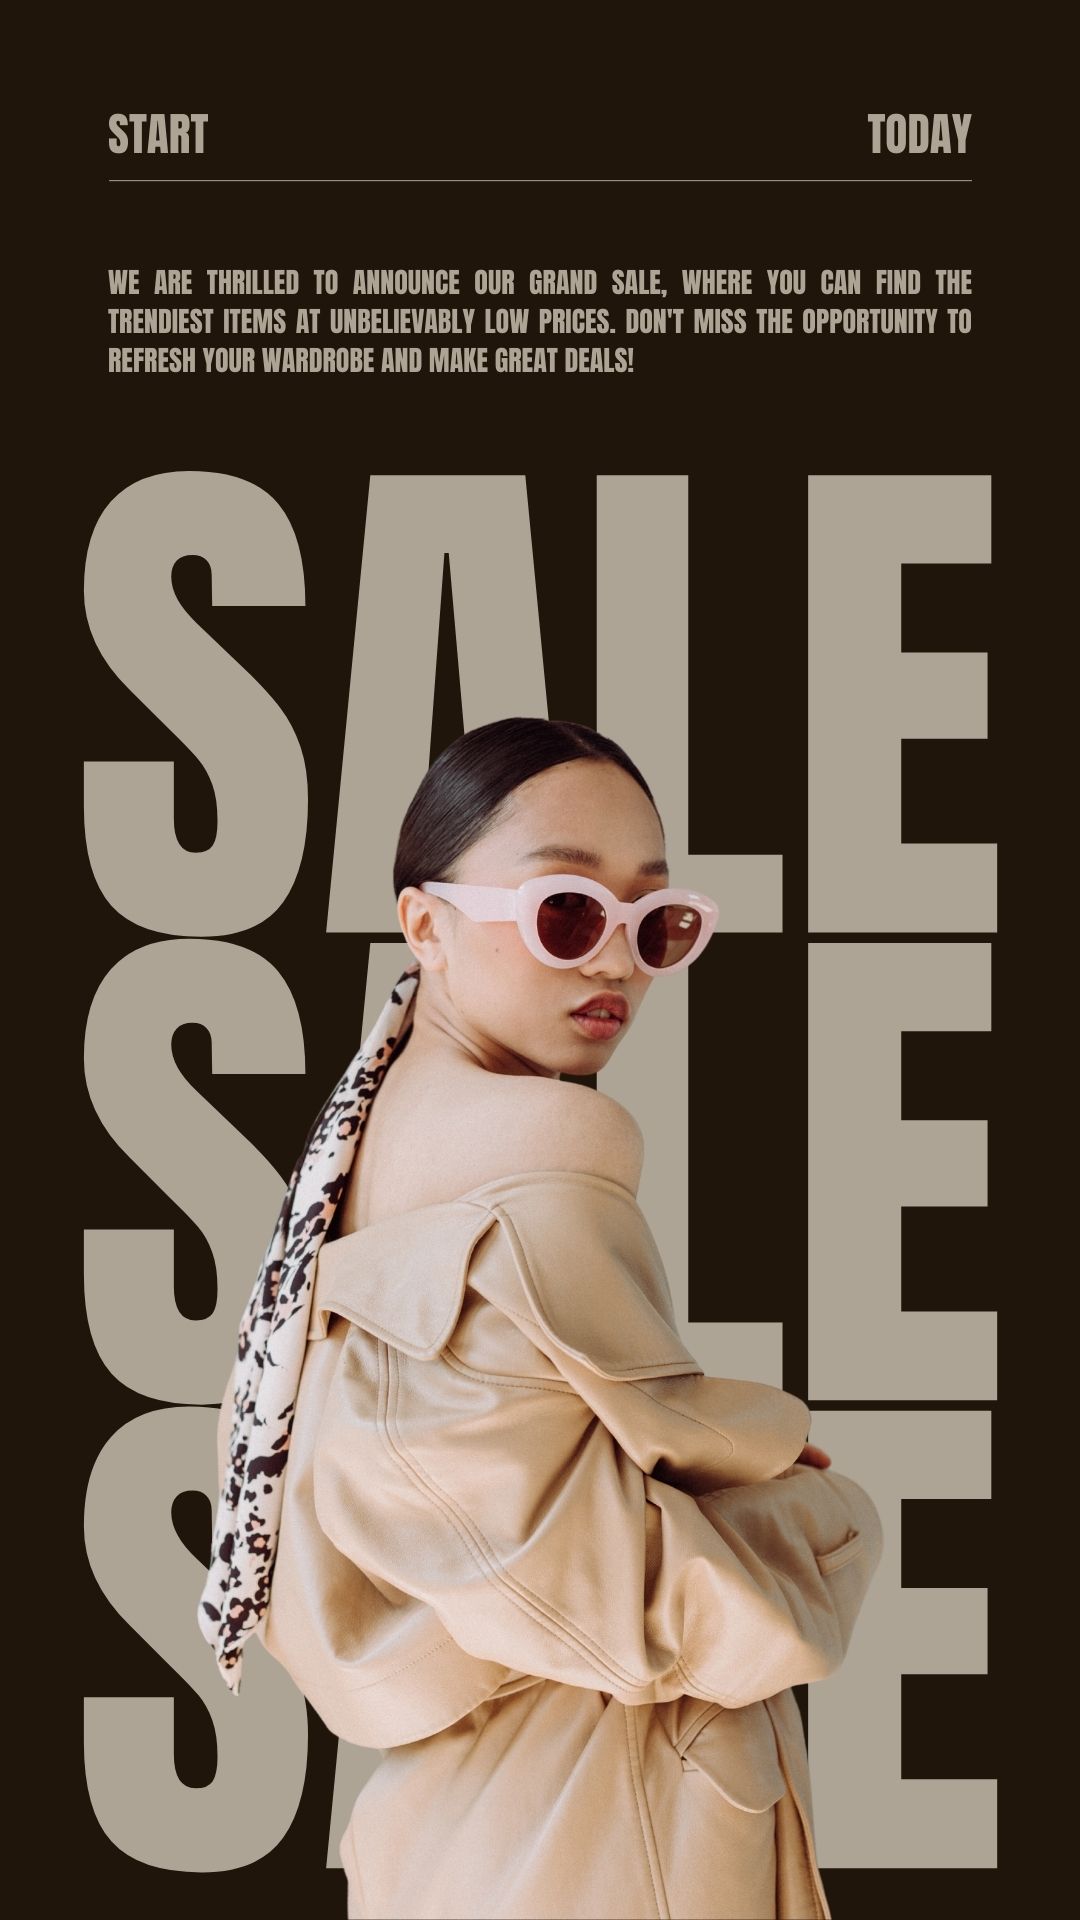 START TODAY
WE ARE THRILLED TO ANNOUNCE OUR GRAND SALE, WHERE YOU CAN FIND THE
TRENDIEST ITEMS AT UNBELIEVABLY LOW PRICES. DON'T MISS THE OPPORTUNITY TO
REFRESH YOUR WARDROBE AND MAKE GREAT DEALS!
SALE
SALE
SALE